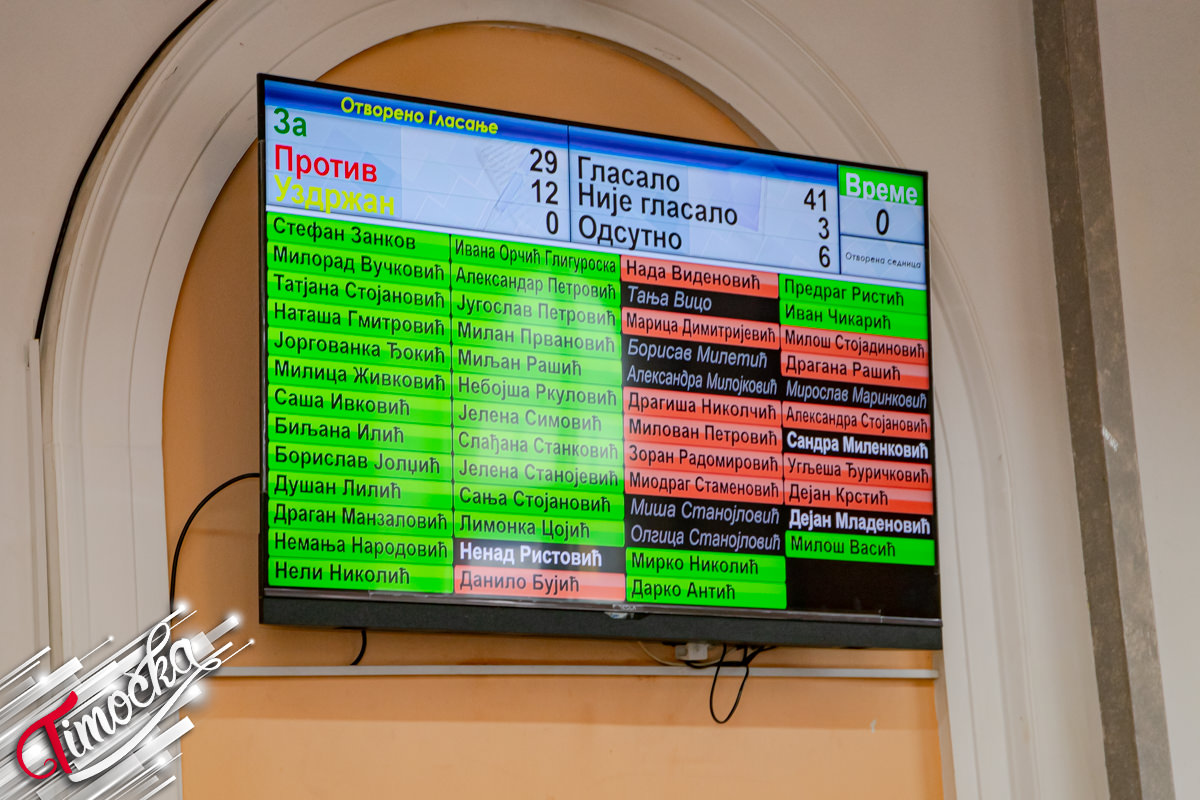 Отворено Гласање
За 29
Против 12
Уздржан 0
Гласало 41
Није гласало 3
Одсутно 6
Време
0
Отворена седница
Стефан Занков
Милорад Вучковић
Татјана Стојановић
Наташа Гмитровић
Јоргованка Ђокић
Милица Живковић
Саша Ивковић
Биљана Илић
Борислав Јолџић
Душан Лилић
Драган Манзаловић
Немања Народовић
Нели Николић
Ивана Орчић Глигуроска
Александар Петровић
Југослав Петровић
Милан Првановић
Миљан Рашић
Небојша Ркуловић
Јелена Симовић
Слађана Станковић
Јелена Станојевић
Сања Стојановић
Лимонка Цојић
Ненад Ристовић
Данило Бујић
Нада Виденовић
Тања Вицо
Марица Димитријевић
Борисав Милетић
Александра Милојковић
Драгиша Николчић
Милован Петровић
Зоран Радомировић
Миодраг Стаменовић
Миша Станојловић
Олгица Станојловић
Мирко Николић
Дарко Антић
Предраг Ристић
Иван Чикарић
Милош Стојадиновић
Драгана Рашић
Мирослав Маринковић
Александра Стојановић
Сандра Миленковић
Угљеша Ђуричковић
Дејан Крстић
Дејан Младеновић
Милош Васић
TESLA
Timočka